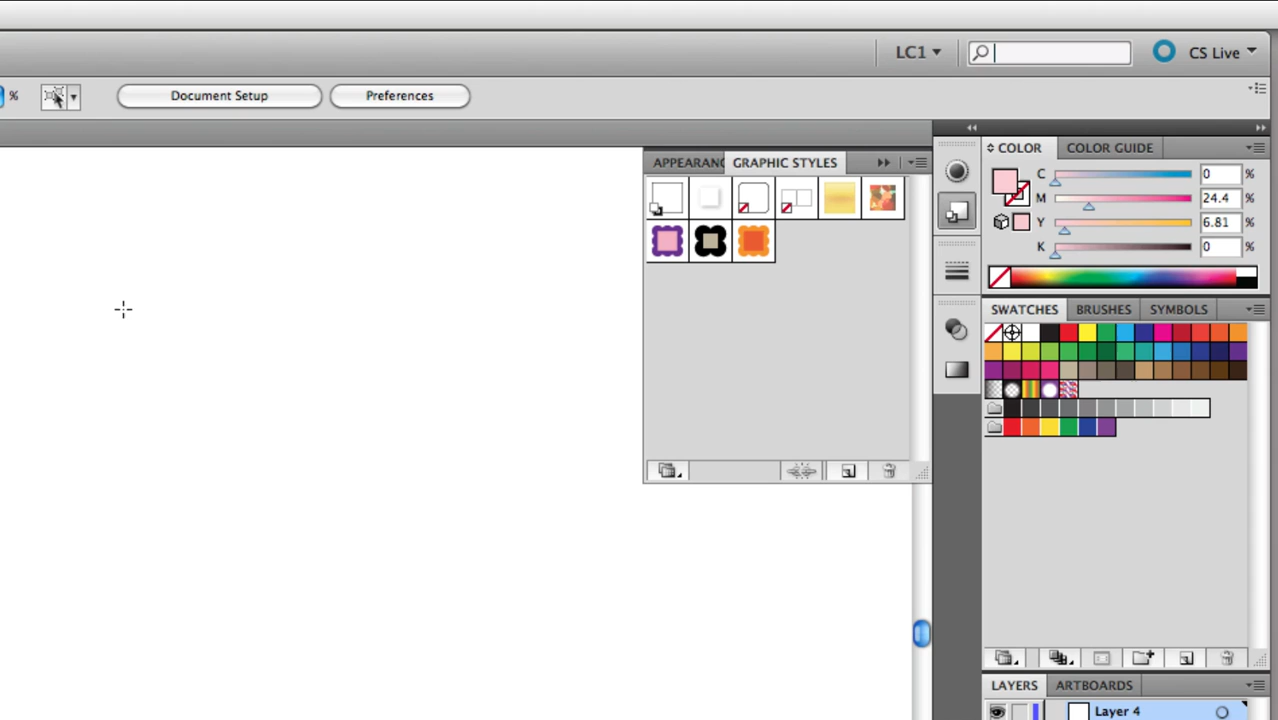 LC1
CS Live
%
Document Setup
Preferences
COLOR
COLOR GUIDE
APPEARANC
GRAPHIC STYLES
C 0 %
M 24.4 %
Y 6.81 %
K 0 %
SWATCHES
BRUSHES
SYMBOLS
LAYERS
ARTBOARDS
Layer 4